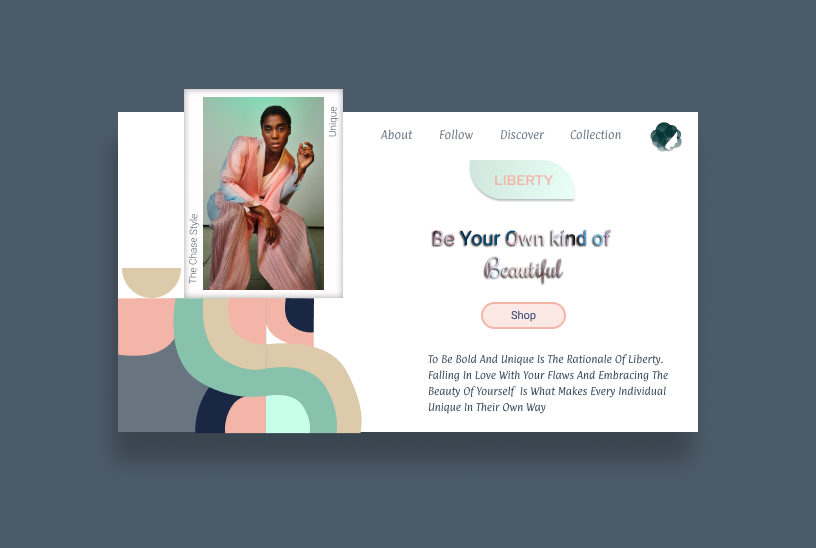 Unique
The Chase Style
About Follow Discover Collection
LIBERTY
Be Your Own kind of
Beautiful
Shop
To Be Bold And Unique Is The Rationale Of Liberty.
Falling In Love With Your Flaws And Embracing The
Beauty Of Yourself Is What Makes Every Individual
Unique In Their Own Way